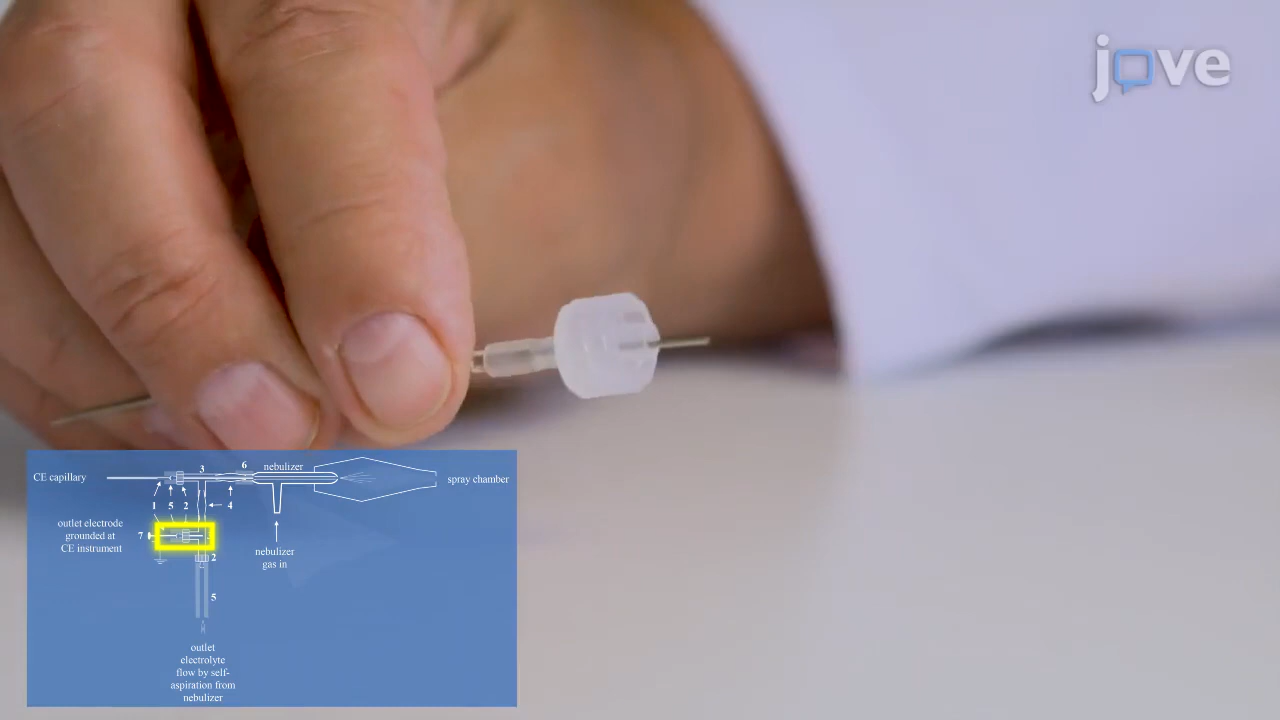 jove
CE capillary
3
6
nebulizer
spray chamber
1
5
2
4
outlet electrode
grounded at
CE instrument
7
nebulizer
gas in
2
5
outlet
electrolyte
flow by self-
aspiration from
nebulizer